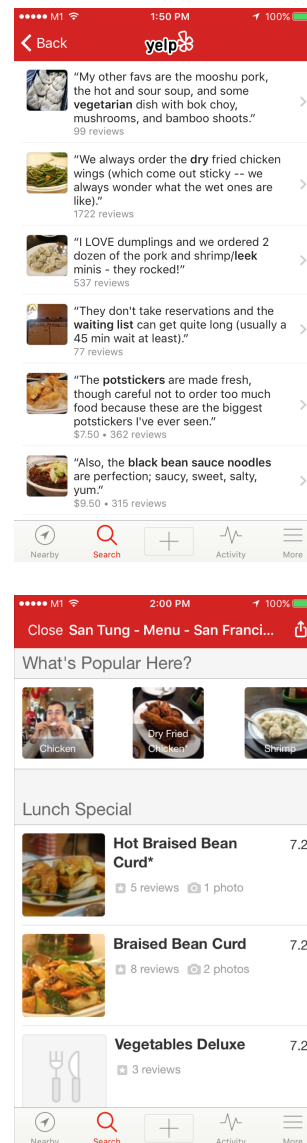 M1 1:50 PM 100%
Back yelp
"My other favs are the mooshu pork,
the hot and sour soup, and some
vegetarian dish with bok choy,
mushrooms, and bamboo shoots."
99 reviews
"We always order the dry fried chicken
wings (which come out sticky -- we
always wonder what the wet ones are
like)."
1722 reviews
"I LOVE dumplings and we ordered 2
dozen of the pork and shrimp/leek
minis - they rocked!"
537 reviews
"They don't take reservations and the
waiting list can get quite long (usually a
45 min wait at least)."
77 reviews
"The potstickers are made fresh,
though careful not to order too much
food because these are the biggest
potstickers I've ever seen."
$7.50 • 362 reviews
"Also, the black bean sauce noodles
are perfection; saucy, sweet, salty,
yum."
$9.50 • 315 reviews
Nearby Search Activity More
M1 2:00 PM 100%
Close San Tung - Menu - San Franci...
What's Popular Here?
Chicken
Dry Fried
Chicken*
Shrimp
Lunch Special
Hot Braised Bean 7.2
Curd*
5 reviews 1 photo
Braised Bean Curd 7.2
8 reviews 2 photos
Vegetables Deluxe 7.2
3 reviews
Nearby Search Activity More